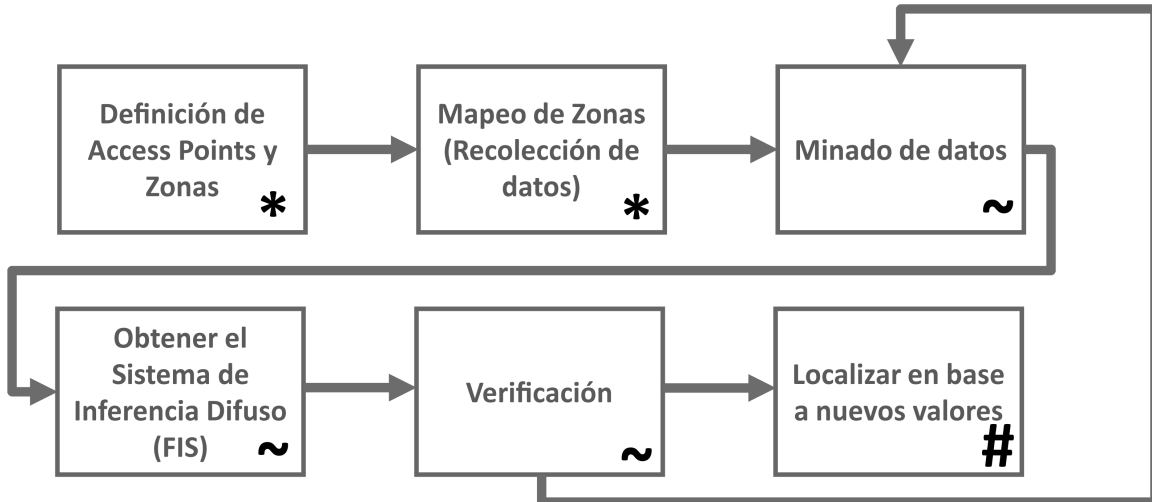 Definición de
Access Points y
Zonas
*
Mapeo de Zonas
(Recolección de
datos)
*
Minado de datos
~
Obtener el
Sistema de
Inferencia Difuso
(FIS)
~
Verificación
~
Localizar en base
a nuevos valores
#